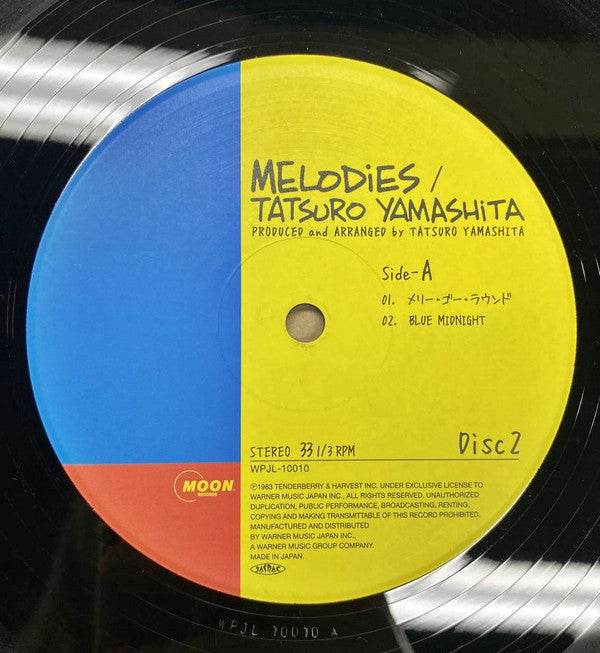 MELODiES /
TATSURO YAMASHiTA
PRODUCED and ARRANGED by TATSURO YAMASHITA
Side-A
01. メリー・ゴー・ラウンド
02. BLUE MIDNIGHT
STEREO 33 1/3 RPM
Disc2
WPJL-10010
MOON
RECORDS
℗1983 TENDERBERRY & HARVEST INC. UNDER EXCLUSIVE LICENSE TO
WARNER MUSIC JAPAN INC., ALL RIGHTS RESERVED. UNAUTHORIZED
DUPLICATION, PUBLIC PERFORMANCE, BROADCASTING, RENTING,
COPYING AND MAKING TRANSMITTABLE OF THIS RECORD PROHIBITED.
MANUFACTURED AND DISTRIBUTED
BY WARNER MUSIC JAPAN INC.,
A WARNER MUSIC GROUP COMPANY.
MADE IN JAPAN.
JASRAC
WPJL 10010 A